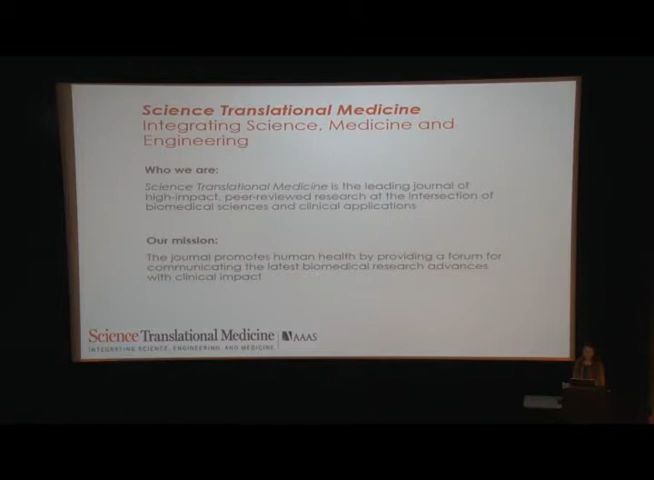 Science Translational Medicine
Integrating Science, Medicine and
Engineering
Who we are:
Science Translational Medicine is the leading journal of
high-impact, peer-reviewed research at the intersection of
biomedical sciences and clinical applications
Our mission:
The journal promotes human health by providing a forum for
communicating the latest biomedical research advances
with clinical impact
Science Translational Medicine AAAS
INTEGRATING SCIENCE, ENGINEERING, AND MEDICINE